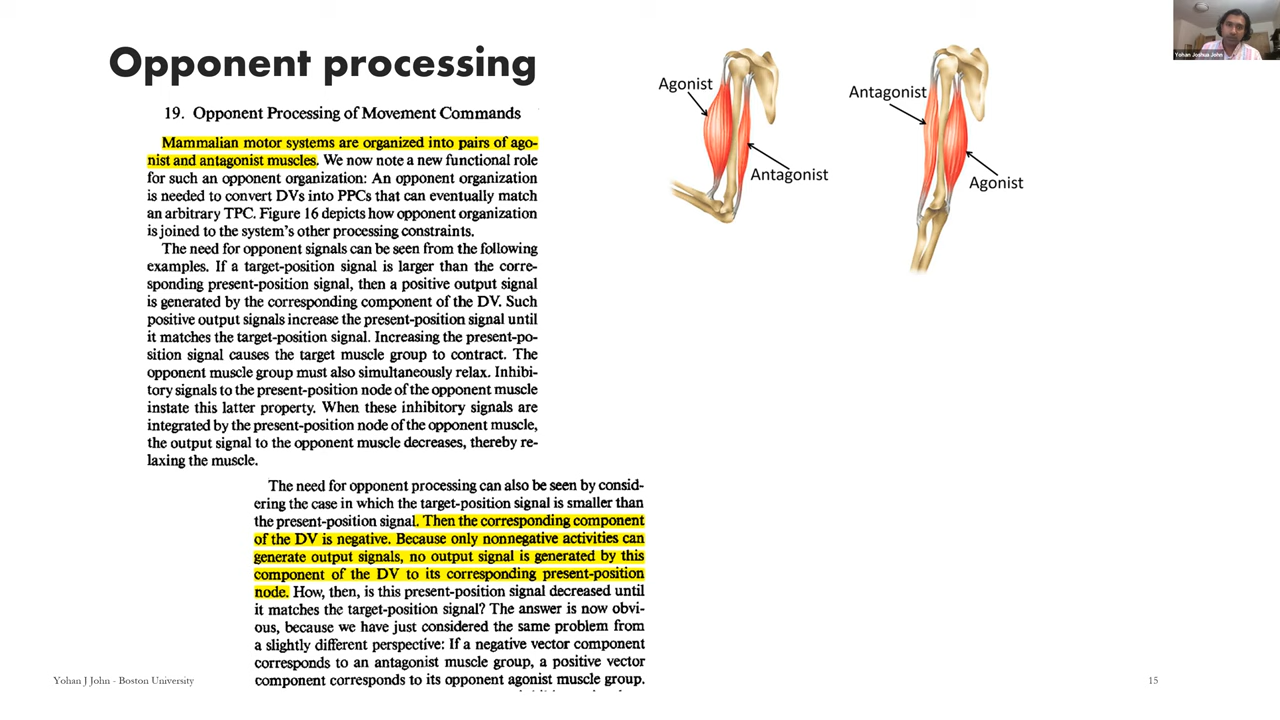 Opponent processing
19. Opponent Processing of Movement Commands
Mammalian motor systems are organized into pairs of ago-
nist and antagonist muscles. We now note a new functional role
for such an opponent organization: An opponent organization
is needed to convert DVs into PPCs that can eventually match
an arbitrary TPC. Figure 16 depicts how opponent organization
is joined to the system's other processing constraints.
The need for opponent signals can be seen from the following
examples. If a target-position signal is larger than the corre-
sponding present-position signal, then a positive output signal
is generated by the corresponding component of the DV. Such
positive output signals increase the present-position signal until
it matches the target-position signal. Increasing the present-po-
sition signal causes the target muscle group to contract. The
opponent muscle group must also simultaneously relax. Inhibi-
tory signals to the present-position node of the opponent muscle
instate this latter property. When these inhibitory signals are
integrated by the present-position node of the opponent muscle,
the output signal to the opponent muscle decreases, thereby re-
laxing the muscle.
The need for opponent processing can also be seen by consid-
ering the case in which the target-position signal is smaller than
the present-position signal. Then the corresponding component
of the DV is negative. Because only nonnegative activities can
generate output signals, no output signal is generated by this
component of the DV to its corresponding present-position
node. How, then, is this present-position signal decreased until
it matches the target-position signal? The answer is now obvi-
ous, because we have just considered the same problem from
a slightly different perspective: If a negative vector component
corresponds to an antagonist muscle group, a positive vector
component corresponds to its opponent agonist muscle group.
Agonist
Antagonist
Antagonist
Agonist
Yohan Joshua John
Yohan J John - Boston University
15